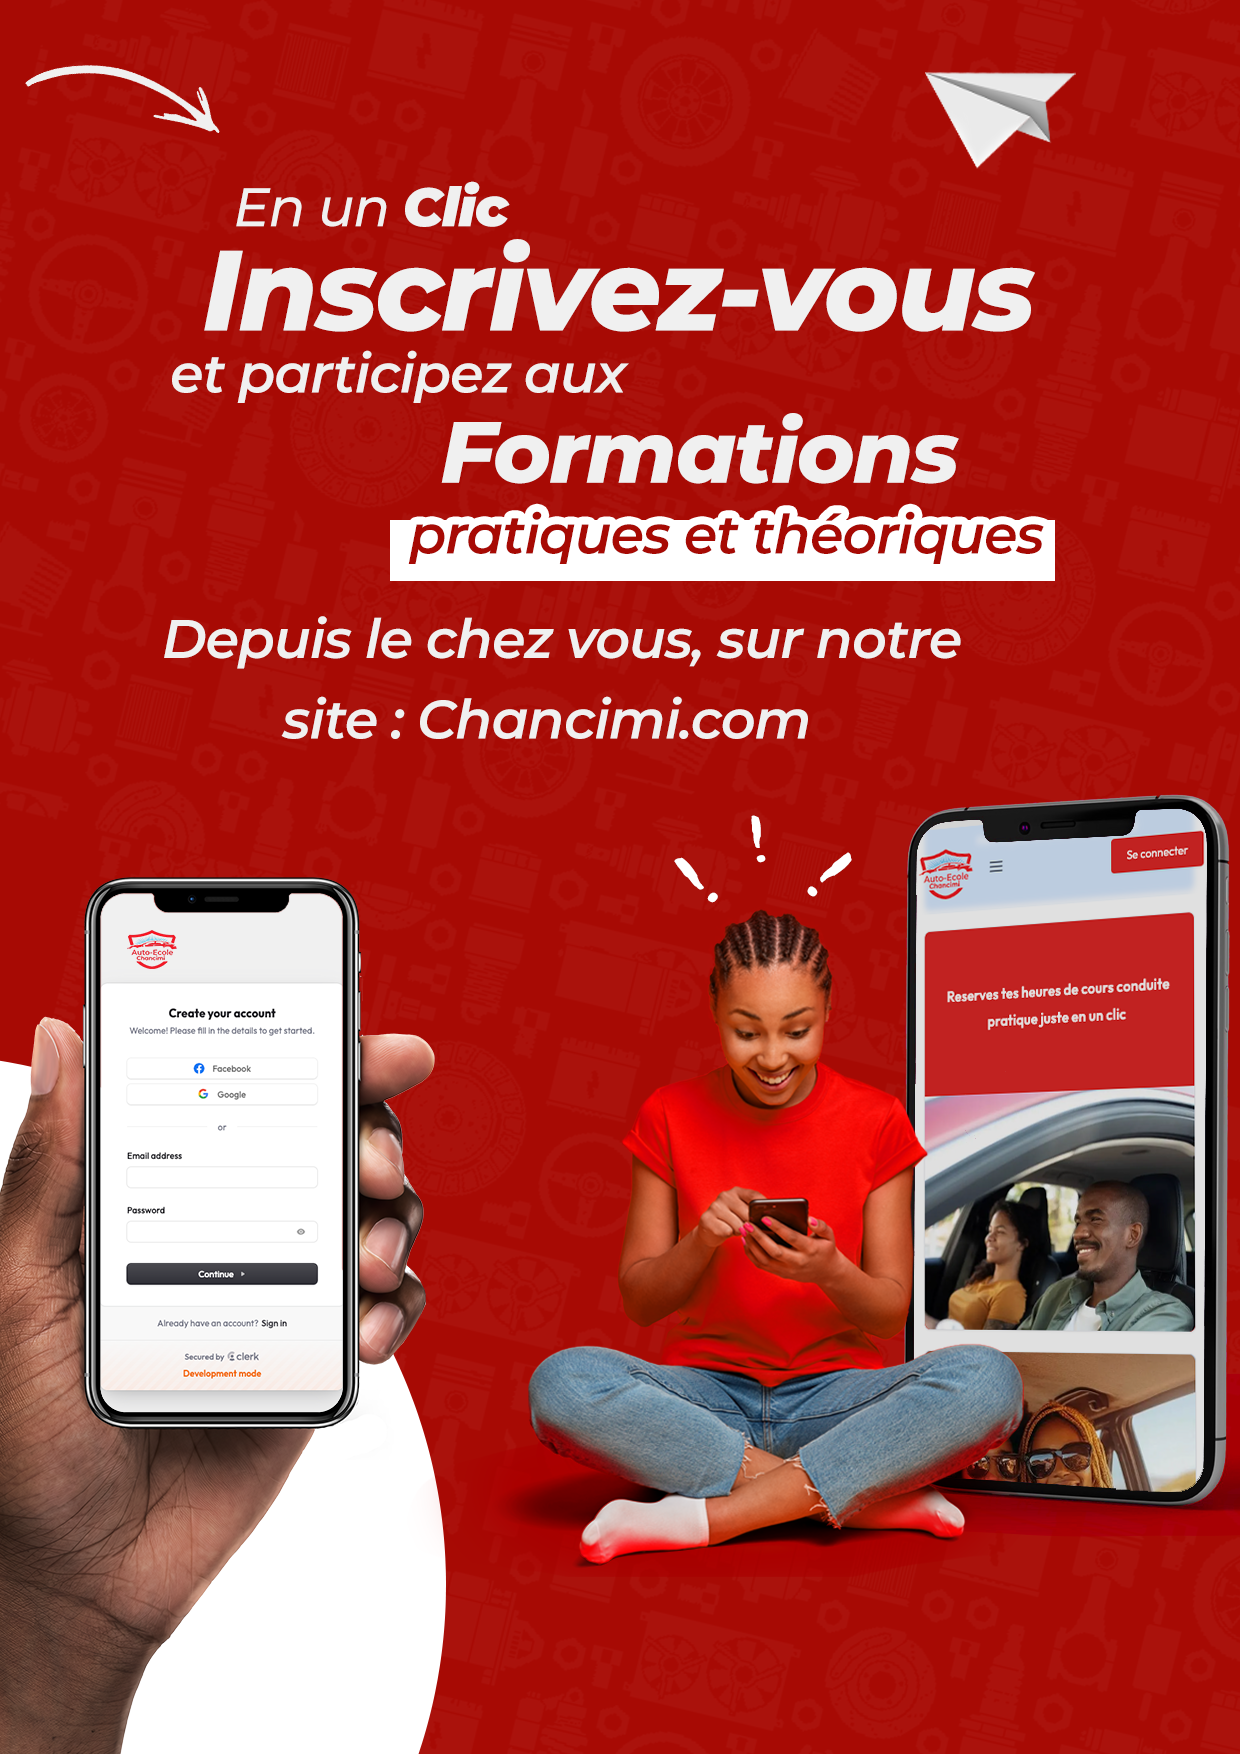 En un Clic
Inscrivez-vous
et participez aux
Formations
pratiques et théoriques
Depuis le chez vous, sur notre
site : Chancimi.com
Auto-Ecole
Chancimi
Create your account
Welcome! Please fill in the details to get started.
Facebook
Google
or
Email address
Password
Continue
Already have an account? Sign in
Secured by clerk
Development mode
Auto-Ecole
Chancimi
Se connecter
Reserves tes heures de cours conduite
pratique juste en un clic